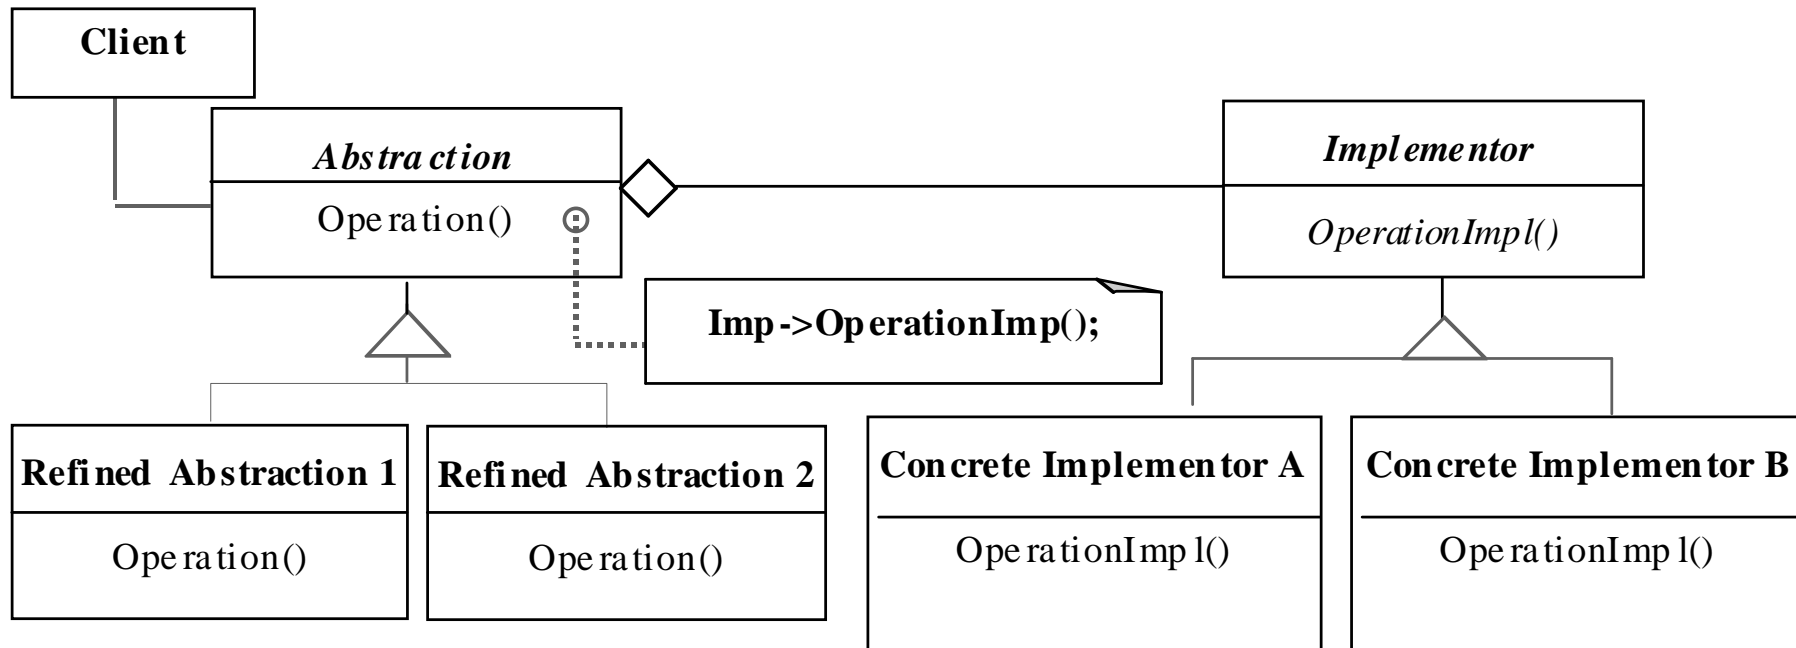 Client
Abstraction
Operation()
Implementor
OperationImpl()
Imp->OperationImp();
Refined Abstraction 1
Operation()
Refined Abstraction 2
Operation()
Concrete Implementor A
OperationImpl()
Concrete Implementor B
OperationImpl()